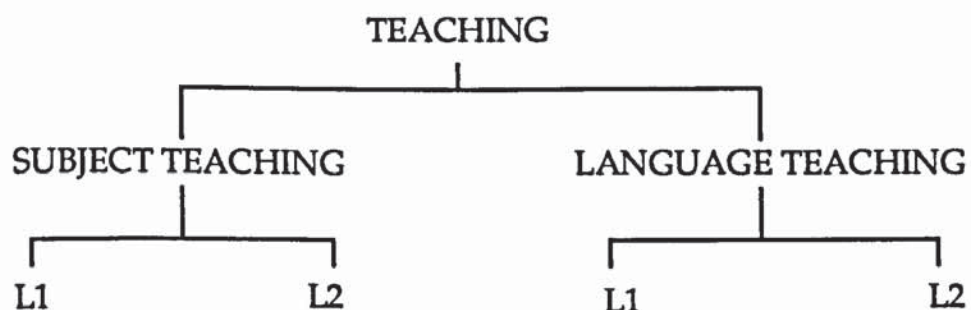 TEACHING
SUBJECT TEACHING LANGUAGE TEACHING
L1 L2 L1 L2